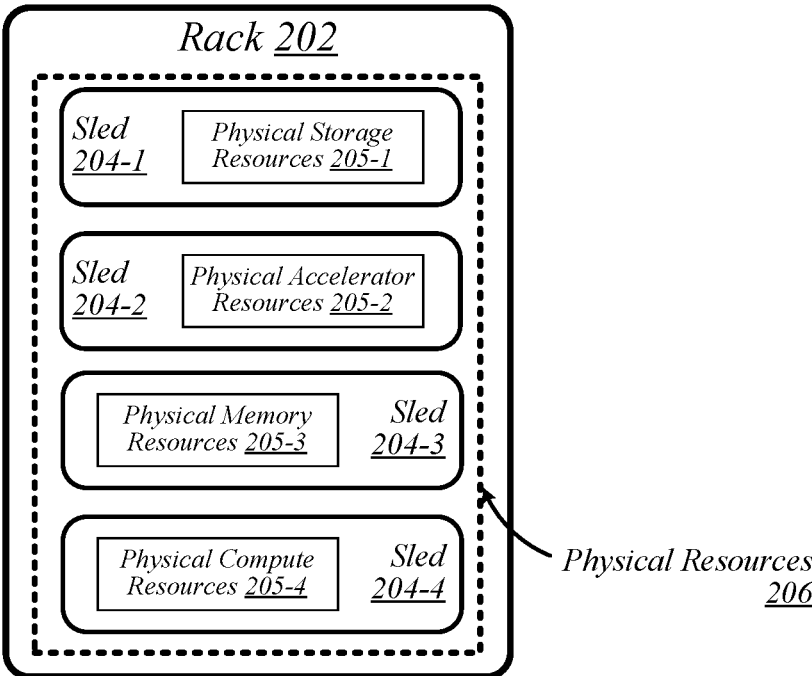 Rack 202
Sled
204-1
Physical Storage
Resources 205-1
Sled
204-2
Physical Accelerator
Resources 205-2
Physical Memory
Resources 205-3
Sled
204-3
Physical Compute
Resources 205-4
Sled
204-4
Physical Resources
206